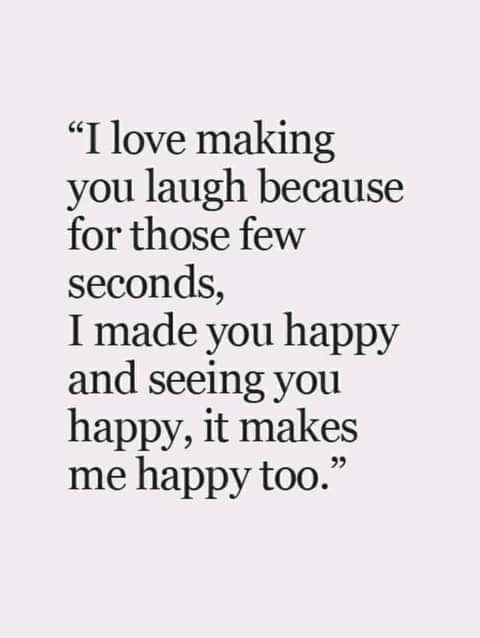 “I love making
you laugh because
for those few
seconds,
I made you happy
and seeing you
happy, it makes
me happy too.”